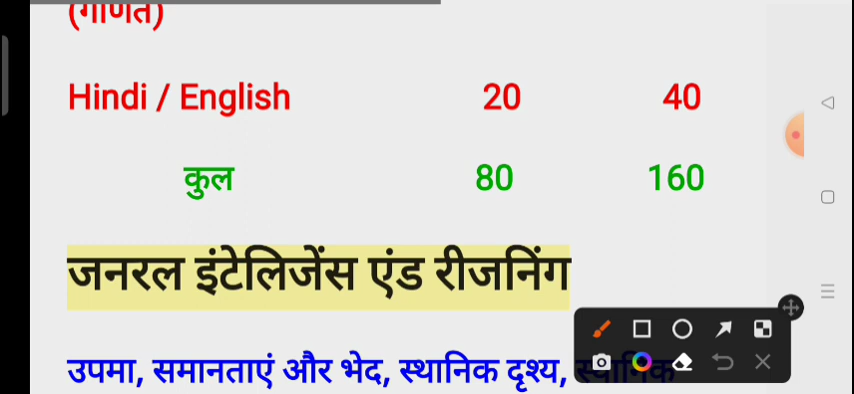 (गणित)
Hindi / English 20 40
कुल 80 160
जनरल इंटेलिजेंस एंड रीजनिंग
उपमा, समानताएं और भेद, स्थानिक दृश्य, स्थानिक